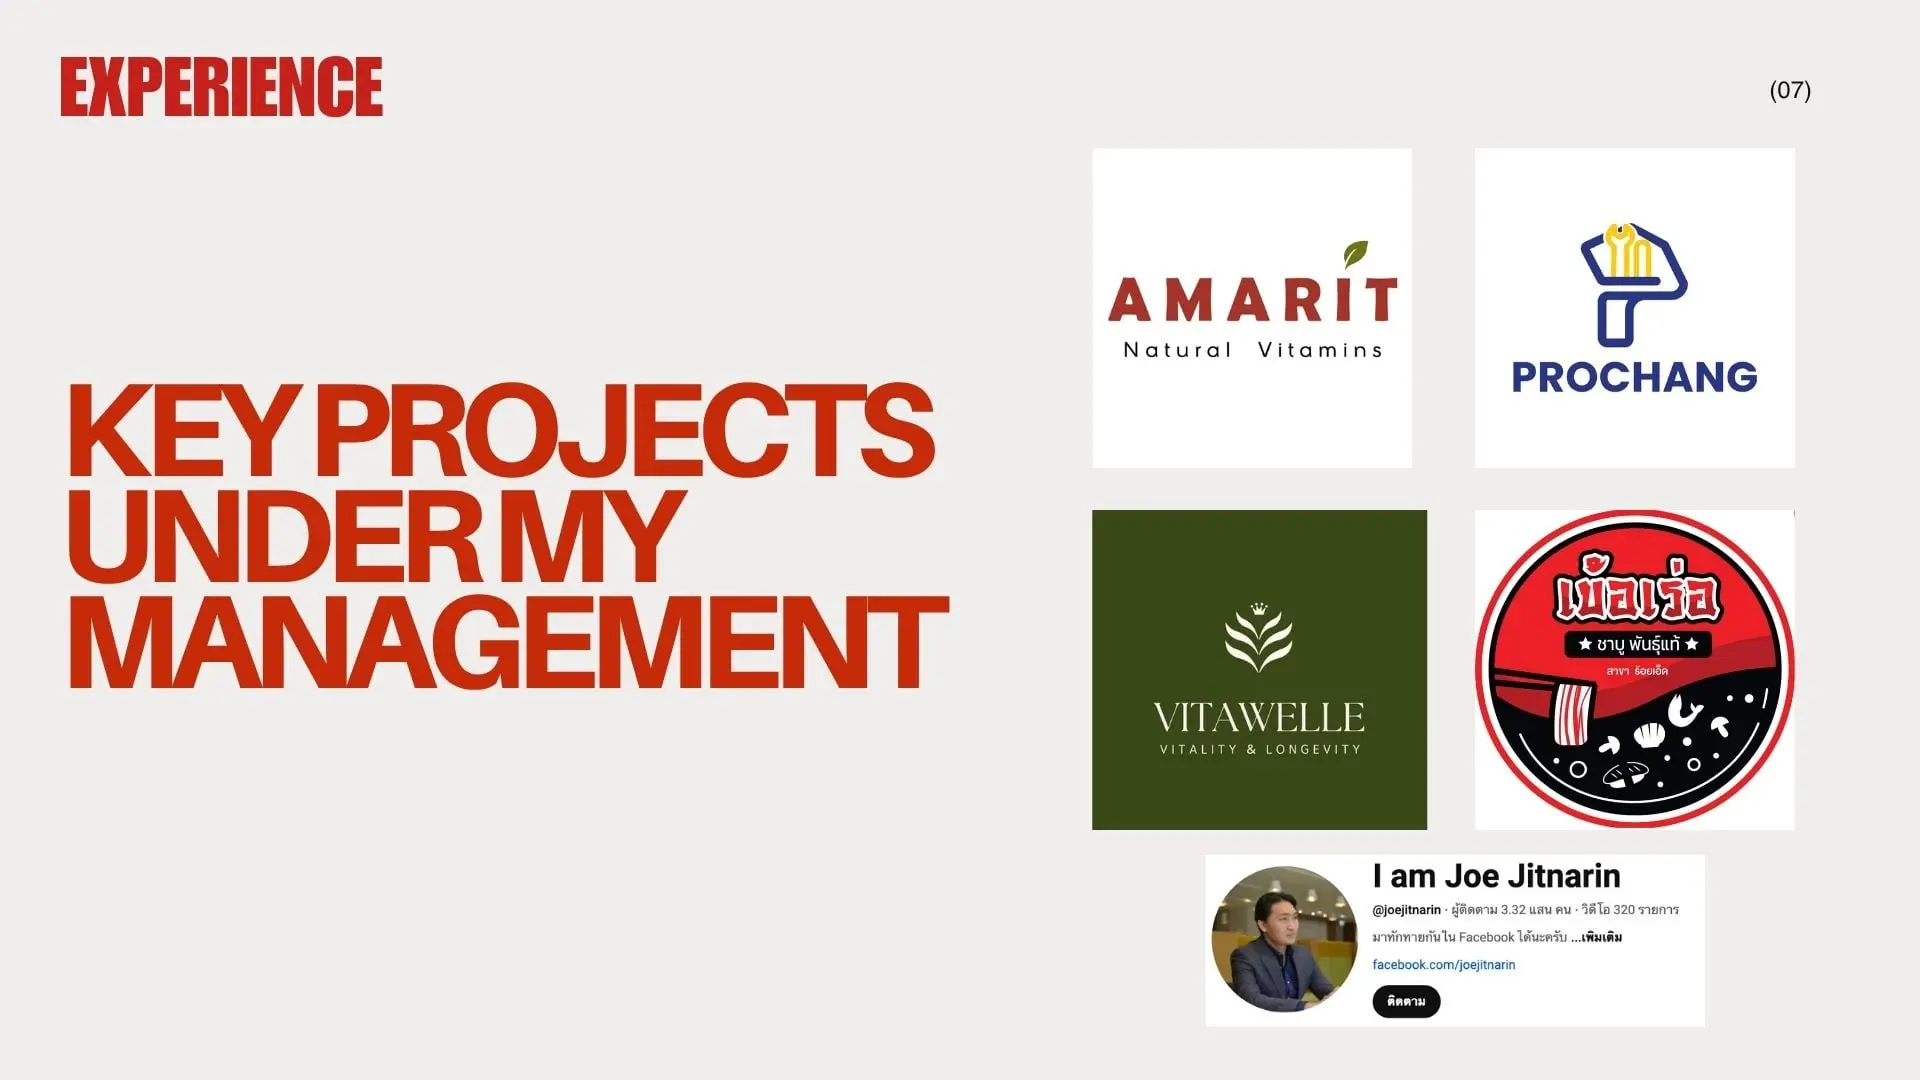 EXPERIENCE
(07)
KEY PROJECTS
UNDER MY
MANAGEMENT
AMARIT
Natural Vitamins
PROCHANG
VITAWELLE
VITALITY & LONGEVITY
เข้อเร่อ
★ ชาบู พันธุ์แท้ ★
สาขา ร้อยเอ็ด
I am Joe Jitnarin
@joejitnarin · ผู้ติดตาม 3.32 แสน คน · วิดีโอ 320 รายการ
มาทักทายกันใน Facebook ได้นะครับ ...เพิ่มเติม
facebook.com/joejitnarin
ติดตาม